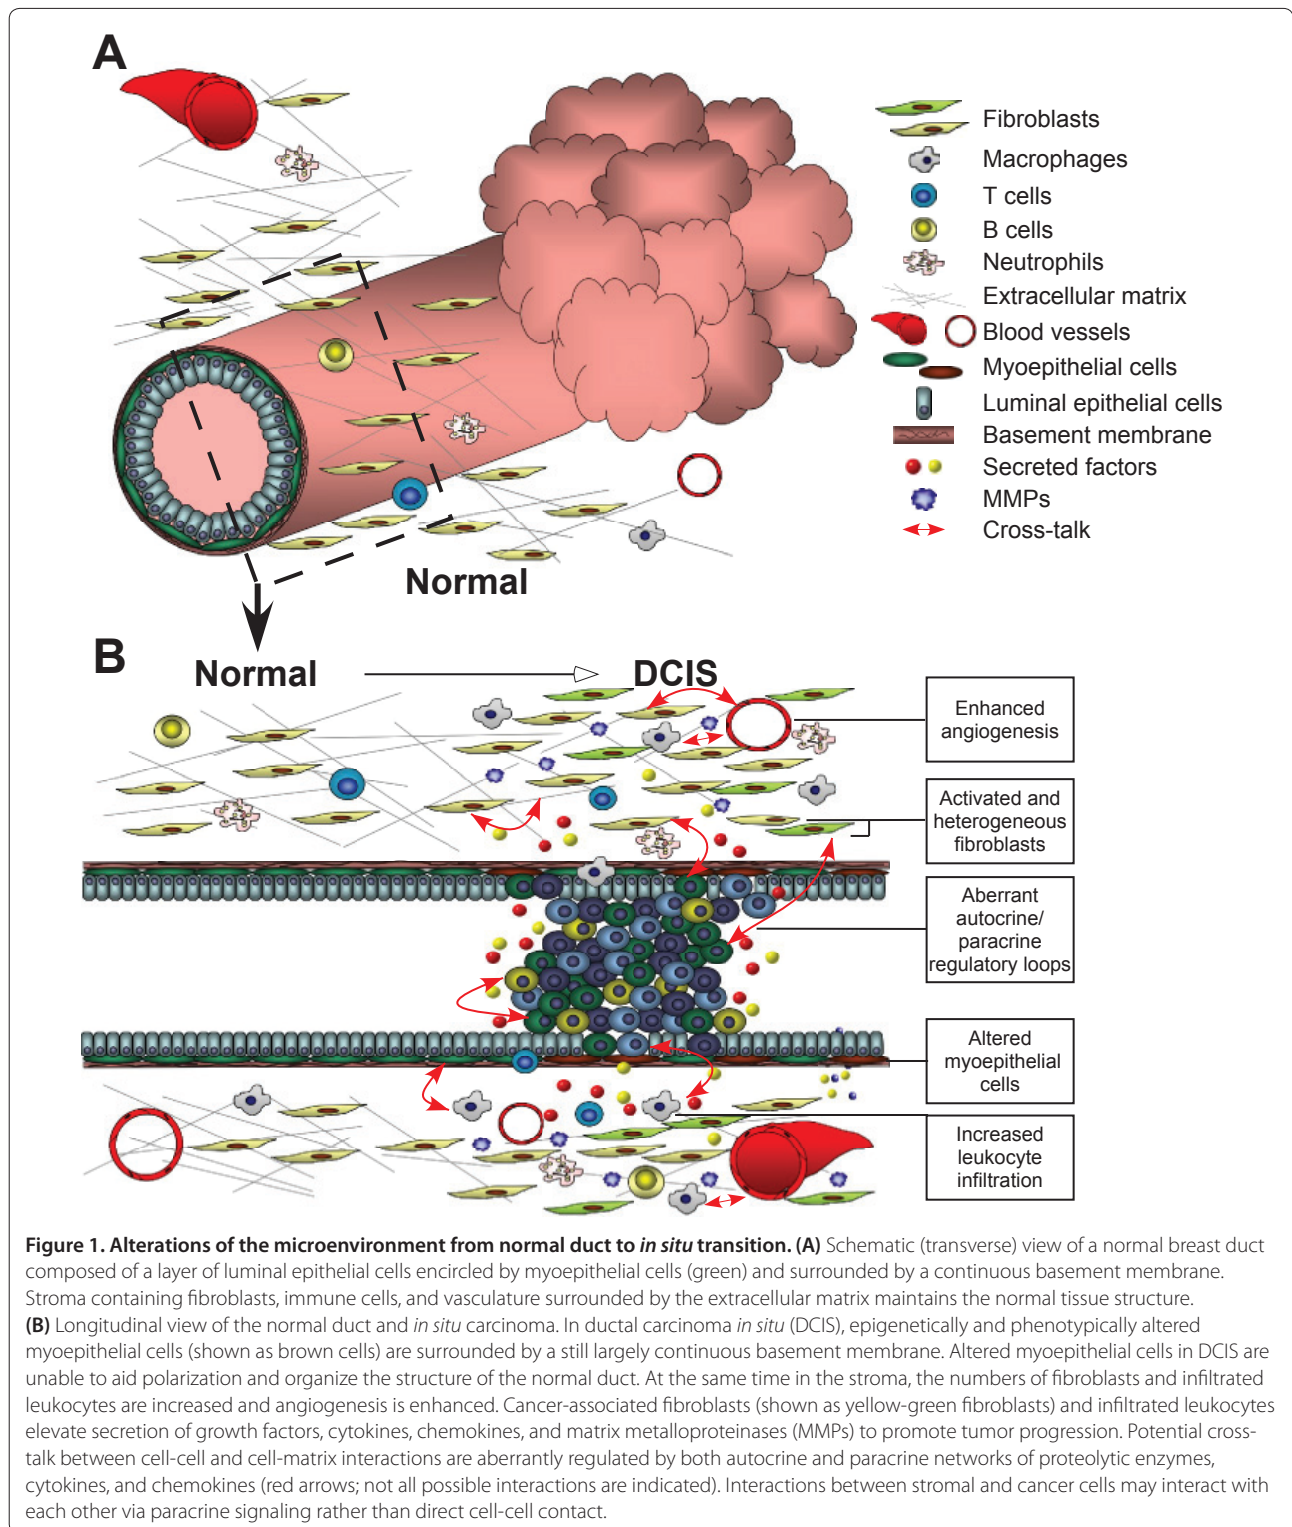 A
Fibroblasts
Macrophages
T cells
B cells
Neutrophils
Extracellular matrix
Blood vessels
Myoepithelial cells
Luminal epithelial cells
Basement membrane
Secreted factors
MMPs
Cross-talk
Normal
B
Normal
DCIS
Enhanced
angiogenesis
Activated and
heterogeneous
fibroblasts
Aberrant
autocrine/
paracrine
regulatory loops
Altered
myoepithelial
cells
Increased
leukocyte
infiltration
Figure 1. Alterations of the microenvironment from normal duct to in situ transition. (A) Schematic (transverse) view of a normal breast duct
composed of a layer of luminal epithelial cells encircled by myoepithelial cells (green) and surrounded by a continuous basement membrane.
Stroma containing fibroblasts, immune cells, and vasculature surrounded by the extracellular matrix maintains the normal tissue structure.
(B) Longitudinal view of the normal duct and in situ carcinoma. In ductal carcinoma in situ (DCIS), epigenetically and phenotypically altered
myoepithelial cells (shown as brown cells) are surrounded by a still largely continuous basement membrane. Altered myoepithelial cells in DCIS are
unable to aid polarization and organize the structure of the normal duct. At the same time in the stroma, the numbers of fibroblasts and infiltrated
leukocytes are increased and angiogenesis is enhanced. Cancer-associated fibroblasts (shown as yellow-green fibroblasts) and infiltrated leukocytes
elevate secretion of growth factors, cytokines, chemokines, and matrix metalloproteinases (MMPs) to promote tumor progression. Potential cross-
talk between cell-cell and cell-matrix interactions are aberrantly regulated by both autocrine and paracrine networks of proteolytic enzymes,
cytokines, and chemokines (red arrows; not all possible interactions are indicated). Interactions between stromal and cancer cells may interact with
each other via paracrine signaling rather than direct cell-cell contact.